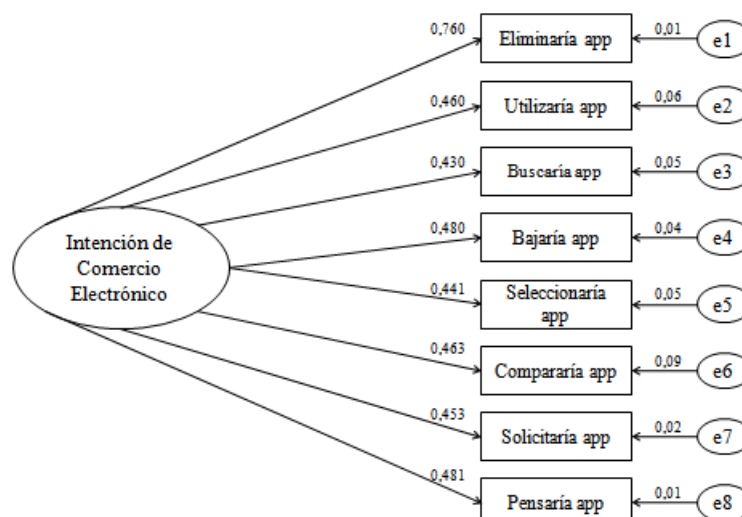 0,760
Eliminaría app
0,01
e1
0,460
Utilizaría app
0,06
e2
0,430
Buscaría app
0,05
e3
Intención de
Comercio
Electrónico
0,480
Bajaría app
0,04
e4
0,441
Seleccionaría
app
0,05
e5
0,463
Compararía app
0,09
e6
0,453
Solicitaría app
0,02
e7
0,481
Pensaría app
0,01
e8